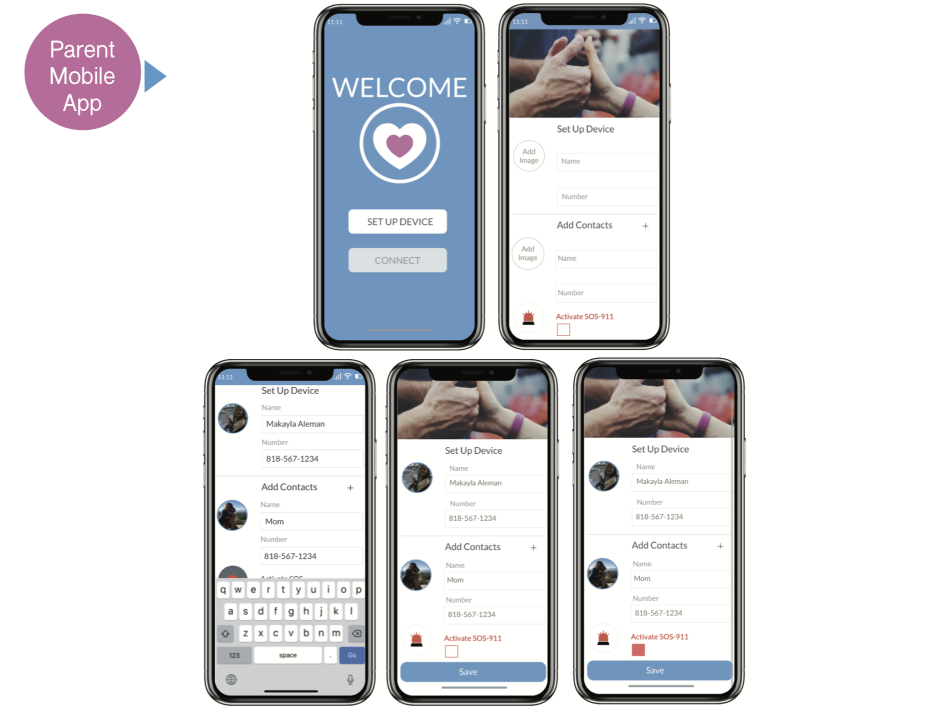 Parent
Mobile
App
11:11
WELCOME
SET UP DEVICE
CONNECT
11:11
Set Up Device
Add
Image
Name
Number
Add Contacts +
Add
Image
Name
Number
Activate SOS-911
11:11
Set Up Device
Name
Makayla Aleman
Number
818-567-1234
Add Contacts +
Name
Mom
Number
818-567-1234
Activate SOS
q w e r t y u i o p
a s d f g h j k l
z x c v b n m
123 space . Go
Set Up Device
Name
Makayla Aleman
Number
818-567-1234
Add Contacts +
Name
Mom
Number
818-567-1234
Activate SOS-911
Save
Set Up Device
Name
Makayla Aleman
Number
818-567-1234
Add Contacts +
Name
Mom
Number
818-567-1234
Activate SOS-911
Save